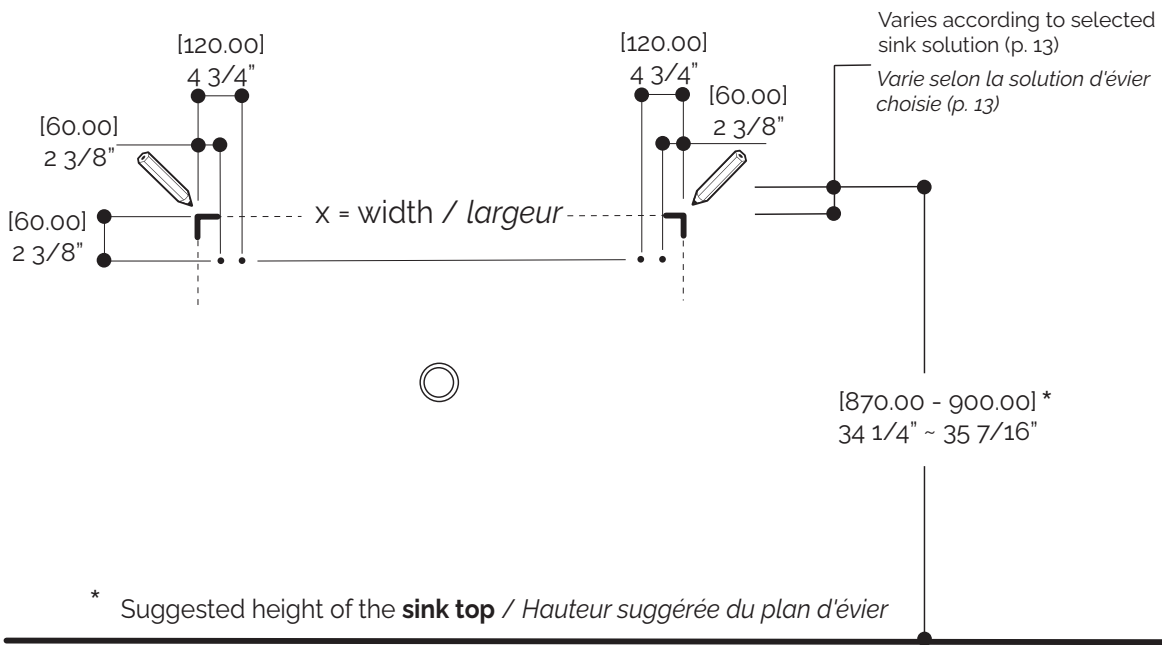 Varies according to selected
sink solution (p. 13)
Varie selon la solution d'évier
choisie (p. 13)
[120.00]
4 3/4”
[120.00]
4 3/4”
[60.00]
2 3/8”
[60.00]
2 3/8”
[60.00]
2 3/8”
x = width / largeur
[870.00 - 900.00] *
34 1/4” ~ 35 7/16”
* Suggested height of the sink top / Hauteur suggérée du plan d'évier